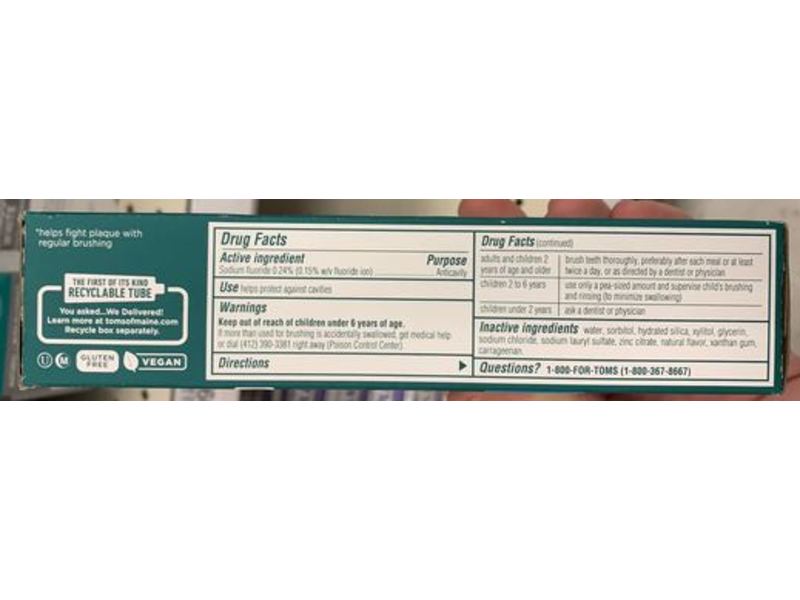 *helps fight plaque with
regular brushing
THE FIRST OF ITS KIND
RECYCLABLE TUBE
You asked...We Delivered!
Learn more at tomsofmaine.com
Recycle box separately.
U
M
GLUTEN
FREE
VEGAN
Drug Facts
Active ingredient Purpose
Sodium fluoride 0.24% (0.15% w/v fluoride ion) Anticavity
Use helps protect against cavities
Warnings
Keep out of reach of children under 6 years of age.
If more than used for brushing is accidentally swallowed, get medical help
or dial (412) 390-3381 right away (Poison Control Center).
Directions
Drug Facts (continued)
adults and children 2 brush teeth thoroughly, preferably after each meal or at least
years of age and older twice a day, or as directed by a dentist or physician
children 2 to 6 years use only a pea-sized amount and supervise child's brushing
and rinsing (to minimize swallowing)
children under 2 years ask a dentist or physician
Inactive ingredients water, sorbitol, hydrated silica, xylitol, glycerin,
sodium chloride, sodium lauryl sulfate, zinc citrate, natural flavor, xanthan gum,
carrageenan.
Questions? 1-800-FOR-TOMS (1-800-367-8667)